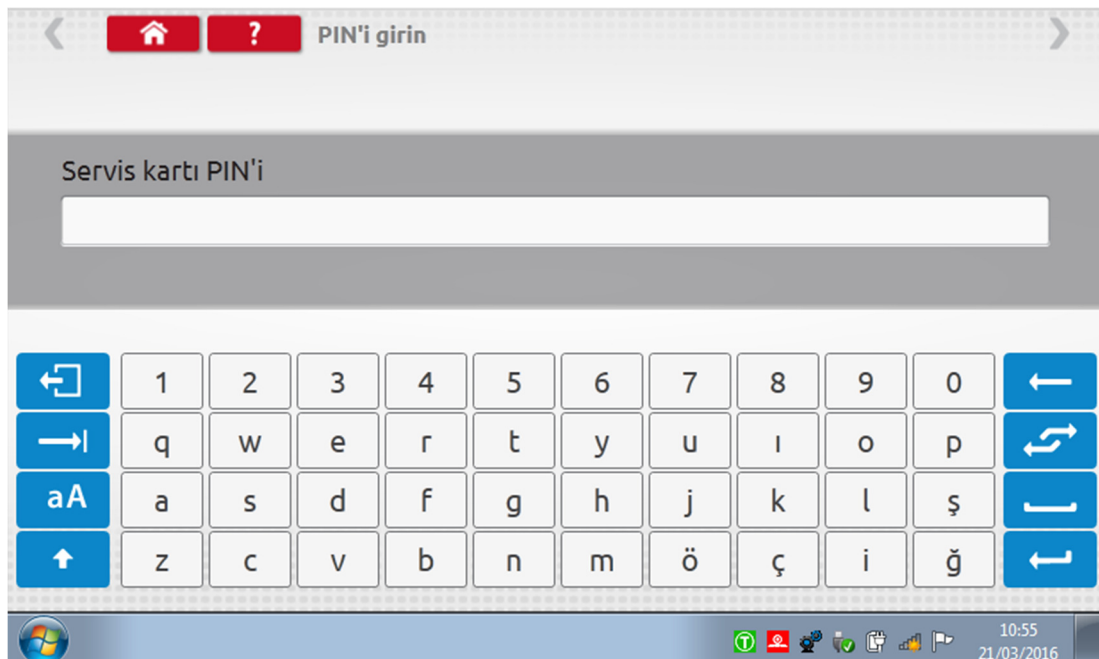 ? PIN'i girin
Servis kartı PIN'i
1 2 3 4 5 6 7 8 9 0
q w e r t y u ı o p
aA a s d f g h j k l ş
z c v b n m ö ç i ğ
T 10:55
21/03/2016